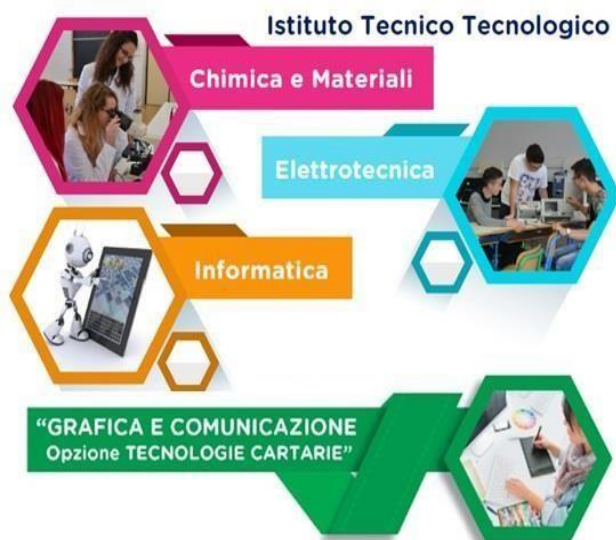 Istituto Tecnico Tecnologico
Chimica e Materiali
Elettrotecnica
Informatica
“GRAFICA E COMUNICAZIONE
Opzione TECNOLOGIE CARTARIE”